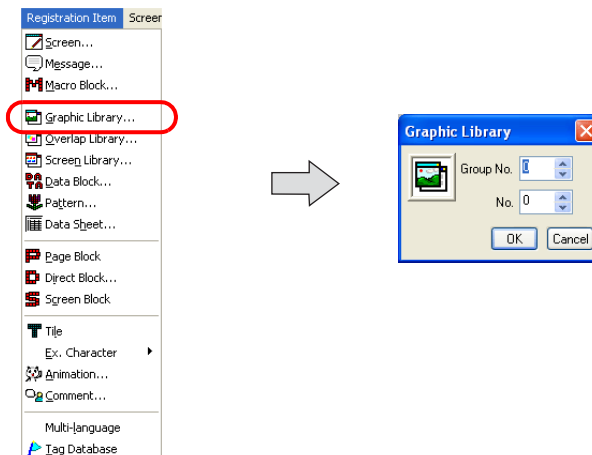 Registration Item Screen
Screen...
Message...
Macro Block...
Graphic Library...
Overlap Library...
Screen Library...
Data Block...
Pattern...
Data Sheet...
Page Block
Direct Block...
Screen Block
Tile
Ex. Character
Animation...
Comment...
Multi-language
Tag Database
Graphic Library
Group No. 0
No. 0
OK Cancel